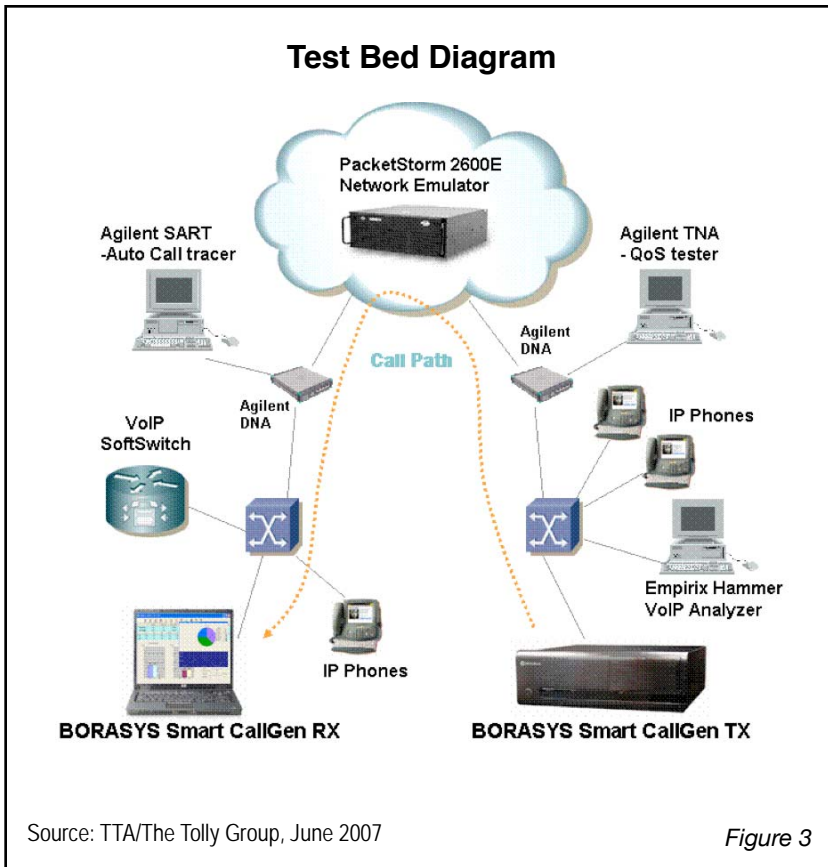 Test Bed Diagram
PacketStorm 2600E
Network Emulator
Agilent SART
-Auto Call tracer
Agilent TNA
- QoS tester
Agilent
DNA
Call Path
Agilent
DNA
IP Phones
VoIP
SoftSwitch
Empirix Hammer
VoIP Analyzer
IP Phones
BORASYS Smart CallGen RX
BORASYS Smart CallGen TX
Source: TTA/The Tolly Group, June 2007
Figure 3